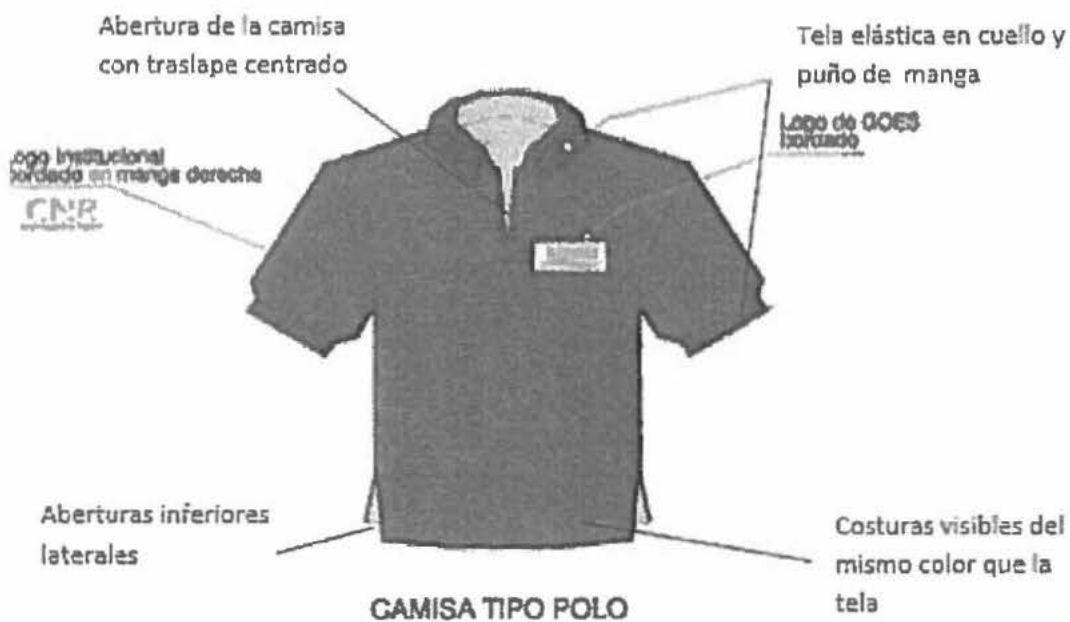 Abertura de la camisa
con traslape centrado
Tela elástica en cuello y
puño de manga
Logo de GOES
bordado
Logo Institucional
bordado en manga derecha
CNR
Aberturas inferiores
laterales
Costuras visibles del
mismo color que la
tela
CAMISA TIPO POLO